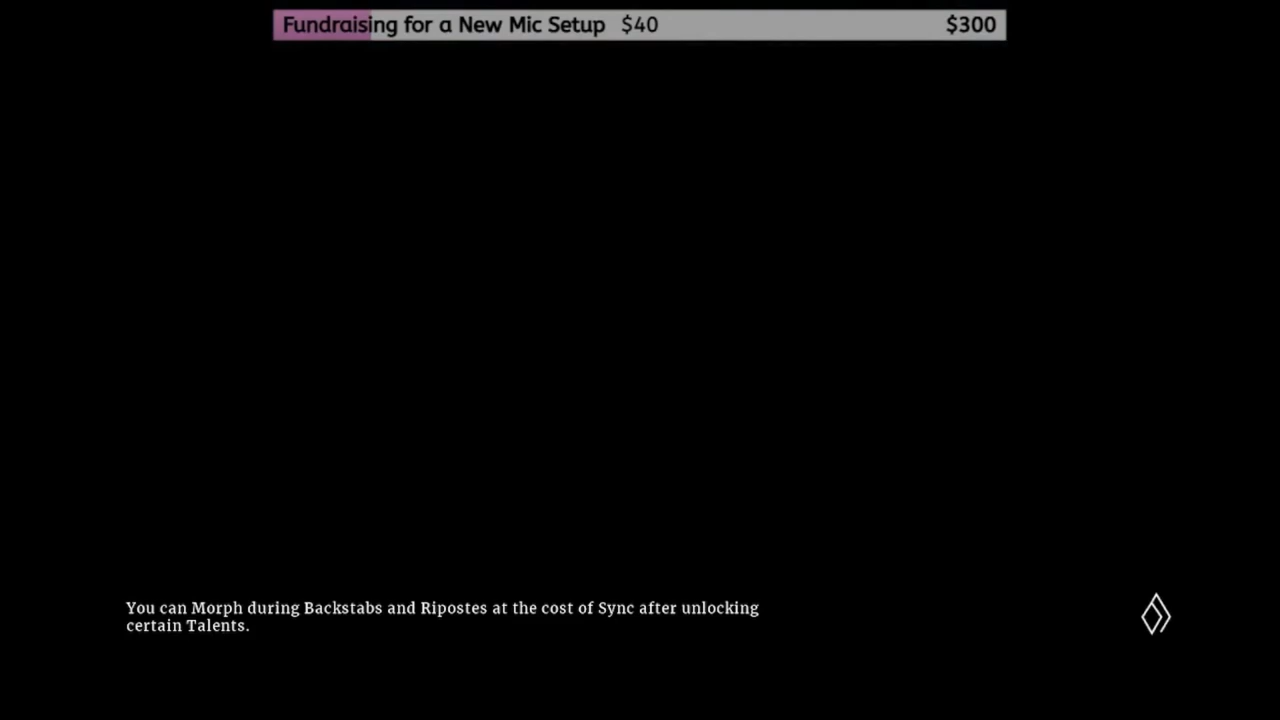 Fundraising for a New Mic Setup $40 $300
You can Morph during Backstabs and Ripostes at the cost of Sync after unlocking
certain Talents.